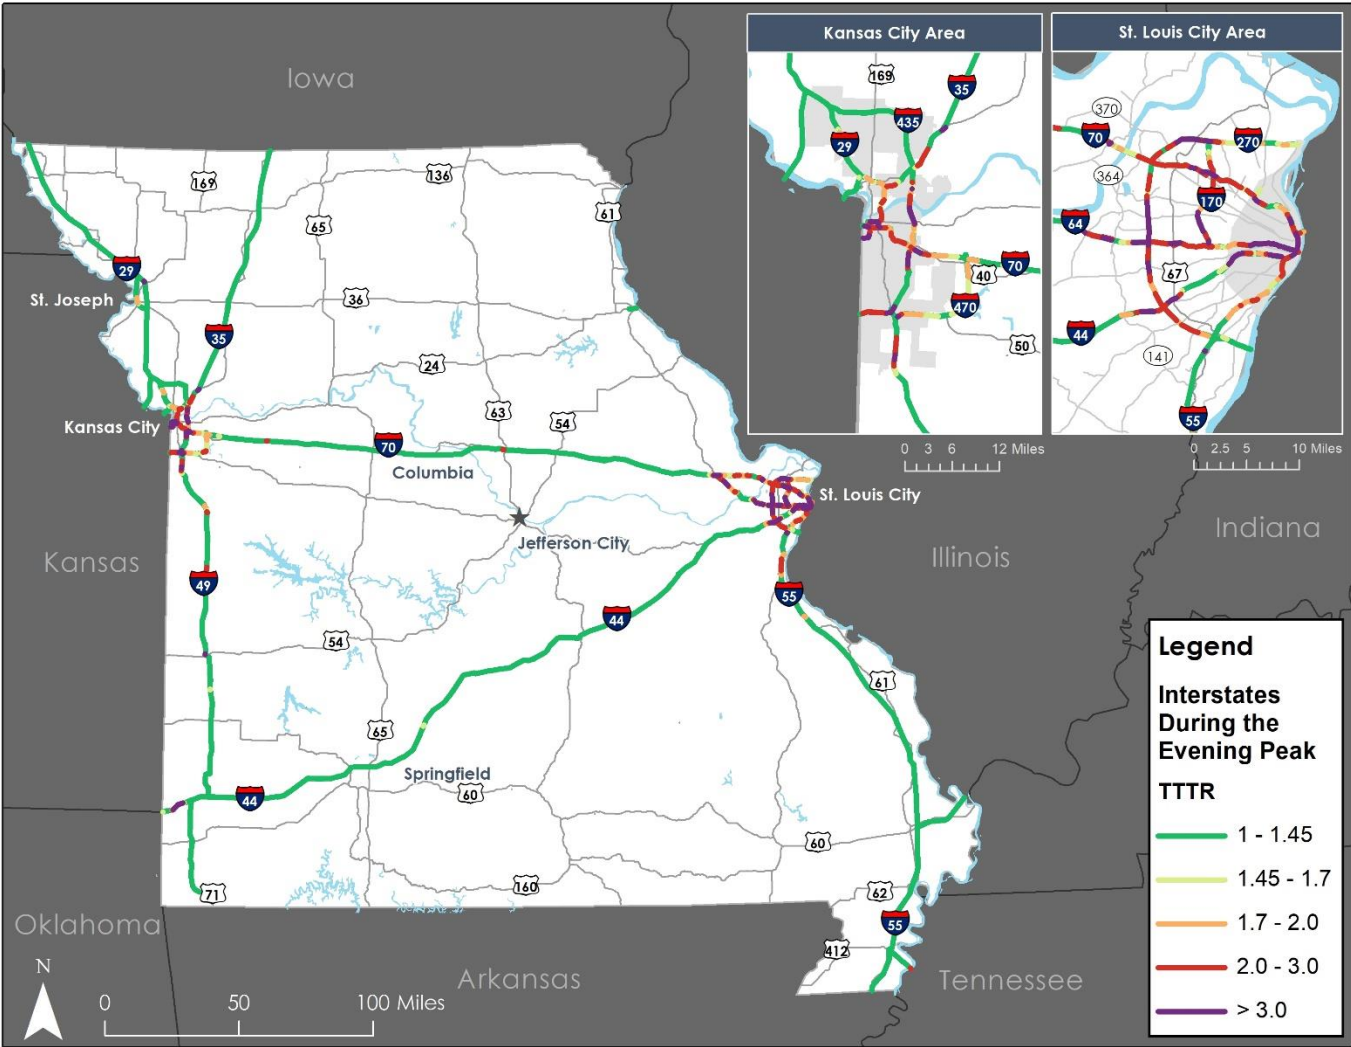 Kansas City Area
St. Louis City Area
169
35
435
29
70
40
470
50
0 3 6 12 Miles
370
70
270
364
170
64
67
44
141
55
0 2.5 5 10 Miles
Iowa
169
136
65
61
29
St. Joseph
36
35
24
63
54
Kansas City
70
Columbia
St. Louis City
Jefferson City
Kansas
Illinois
Indiana
49
55
44
54
61
65
Springfield
44
60
60
71
160
62
55
412
Oklahoma
Arkansas
Tennessee
N
0 50 100 Miles
Legend
Interstates
During the
Evening Peak
TTTR
1 - 1.45
1.45 - 1.7
1.7 - 2.0
2.0 - 3.0
> 3.0